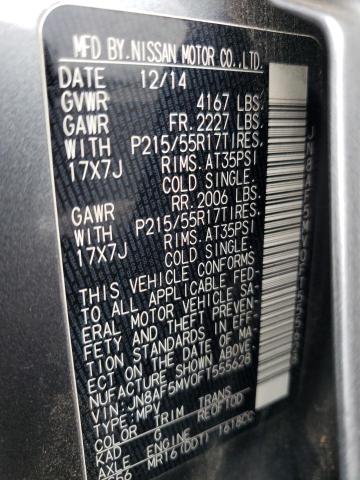 MFD BY. NISSAN MOTOR CO., LTD.
DATE 12/14
GVWR 4167 LBS.
GAWR FR. 2227 LBS.
WITH P215/55R17TIRES.
17X7J RIMS. AT35PSI
COLD SINGLE.
GAWR RR. 2006 LBS.
WITH P215/55R17TIRES.
17X7J RIMS. AT35PSI
COLD SINGLE.
THIS VEHICLE CONFORMS
TO ALL APPLICABLE FED-
ERAL MOTOR VEHICLE SA-
FETY AND THEFT PREVEN-
TION STANDARDS IN EFF-
ECT ON THE DATE OF MA-
NUFACTURE SHOWN ABOVE.
VIN: JN8AF5MV0FT555628
TYPE: MPV
COLOR TRIM TRANS
KAD G RE0F10D
AXLE ENGINE
MR16(DDT) 1618CC